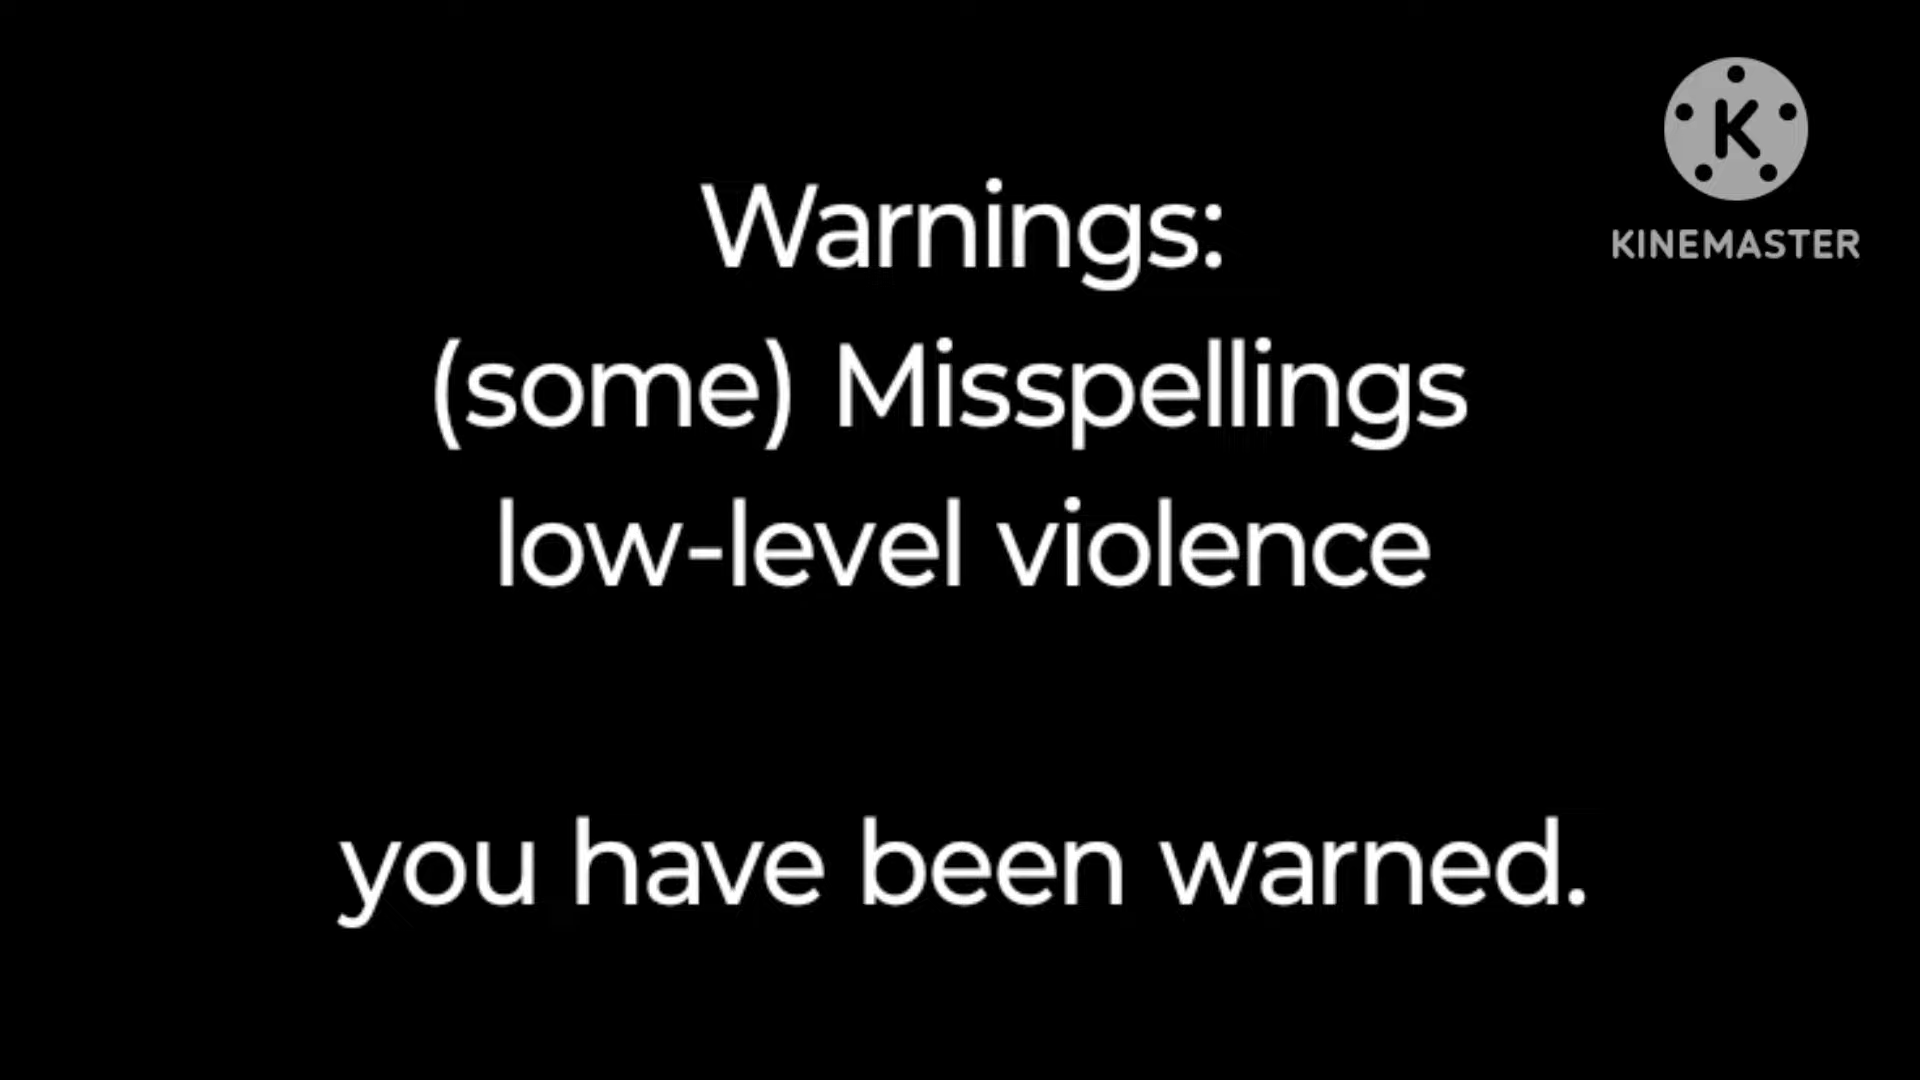 K
KINEMASTER
Warnings:
(some) Misspellings
low-level violence
you have been warned.